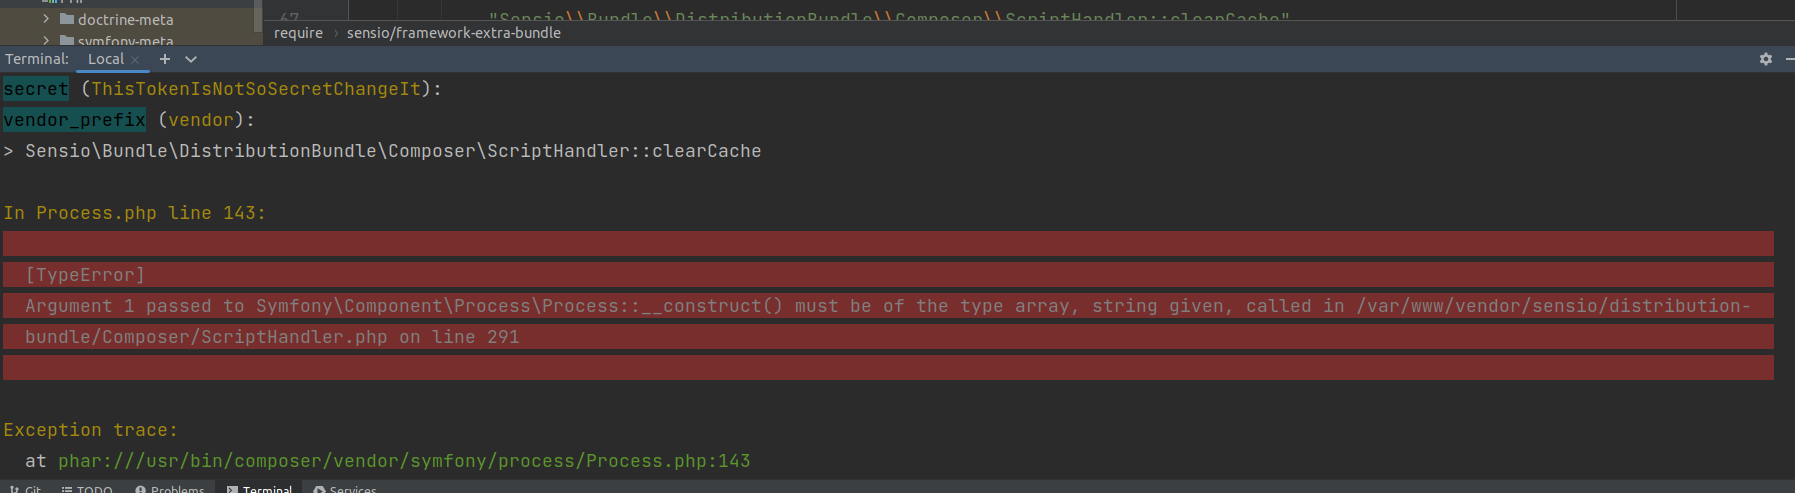 doctrine-meta
symfony-meta
67 "Sensio\\Bundle\\DistributionBundle\\Composer\\ScriptHandler::clearCache"
require › sensio/framework-extra-bundle
Terminal: Local × +
secret (ThisTokenIsNotSoSecretChangeIt):
vendor_prefix (vendor):
> Sensio\Bundle\DistributionBundle\Composer\ScriptHandler::clearCache
In Process.php line 143:
[TypeError]
Argument 1 passed to Symfony\Component\Process\Process::__construct() must be of the type array, string given, called in /var/www/vendor/sensio/distribution-
bundle/Composer/ScriptHandler.php on line 291
Exception trace:
at phar:///usr/bin/composer/vendor/symfony/process/Process.php:143
Git TODO Problems Terminal Services